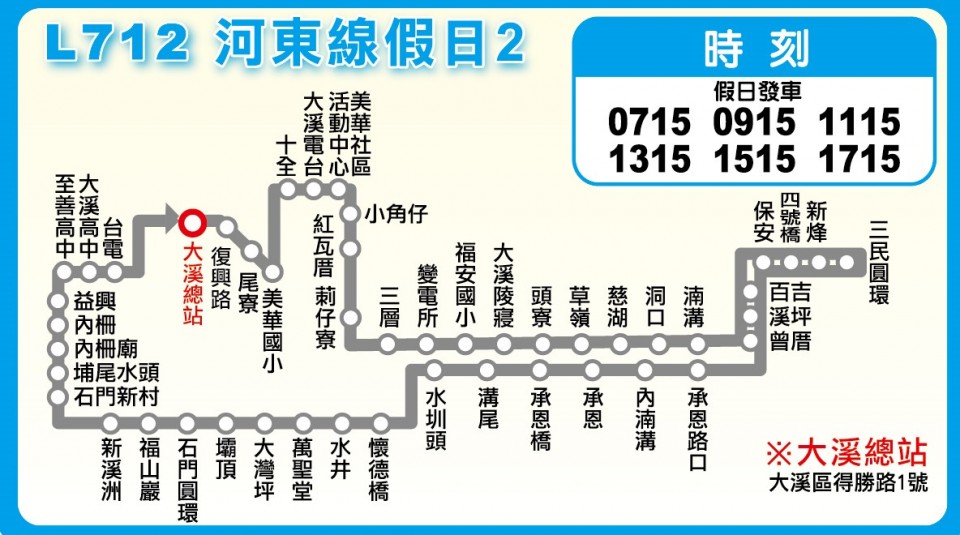 L712 河東線假日2
時刻
假日發車
0715 0915 1115
1315 1515 1715
大溪總站
復興路
尾寮
美華國小
十全
大溪電台
美華社區
活動中心
小角仔
紅瓦厝
莿仔寮
三層
變電所
福安國小
大溪陵寢
頭寮
草嶺
慈湖
洞口
湳溝
百吉
溪坪
曾厝
保安
四號橋
新烽
三民圓環
承恩路口
內湳溝
承恩
承恩橋
溝尾
水圳頭
懷德橋
水井
萬聖堂
大灣坪
壩頂
石門圓環
福山巖
新溪洲
石門新村
埔尾水頭
內柵廟
內柵
益興
至善高中
大溪高中
台電
※大溪總站
大溪區得勝路1號